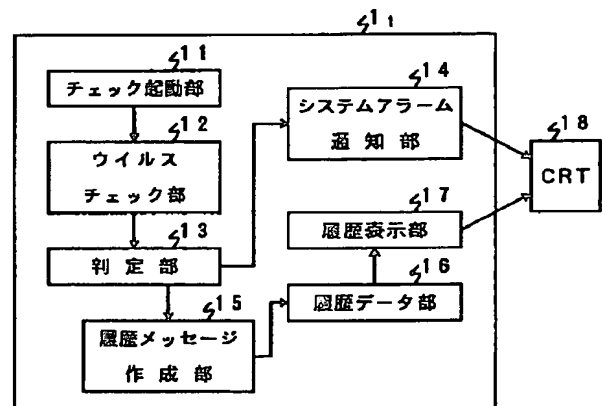 1₁
11
チェック起動部
12
ウイルス
チェック部
13
判定部
15
履歴メッセージ
作成部
14
システムアラーム
通知部
17
履歴表示部
16
履歴データ部
18
CRT